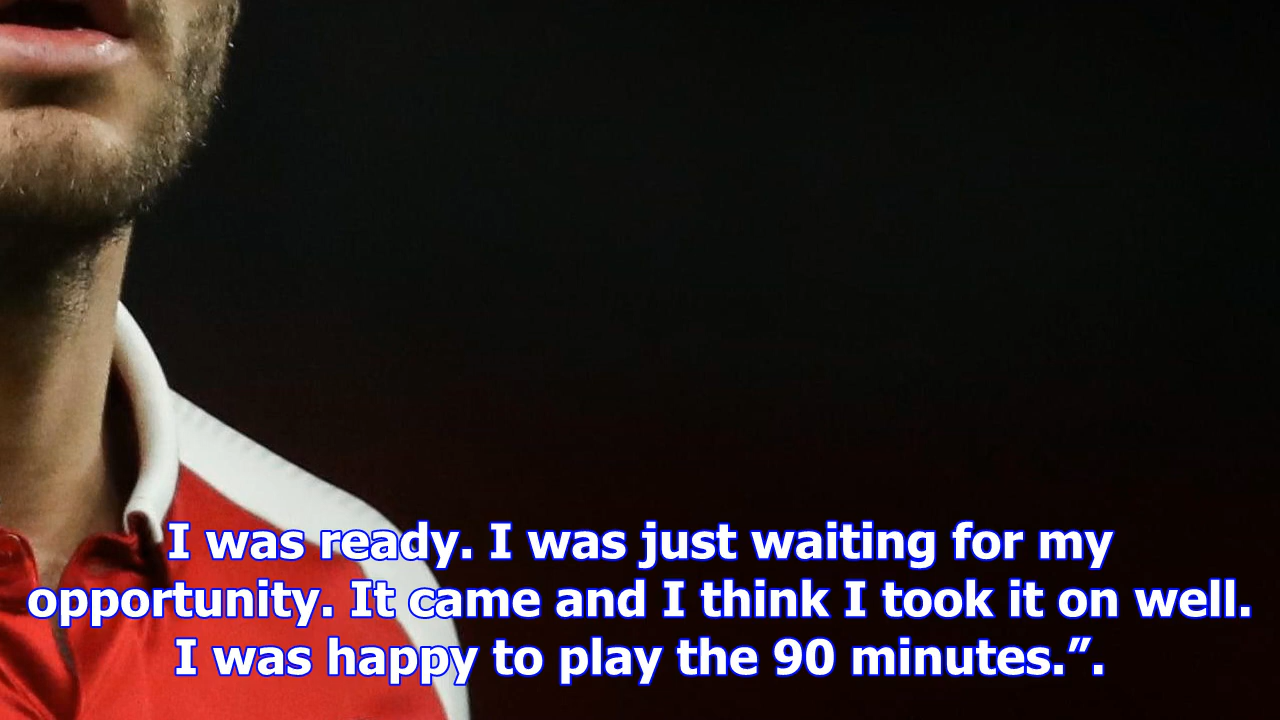 I was ready. I was just waiting for my
opportunity. It came and I think I took it on well.
I was happy to play the 90 minutes.”.